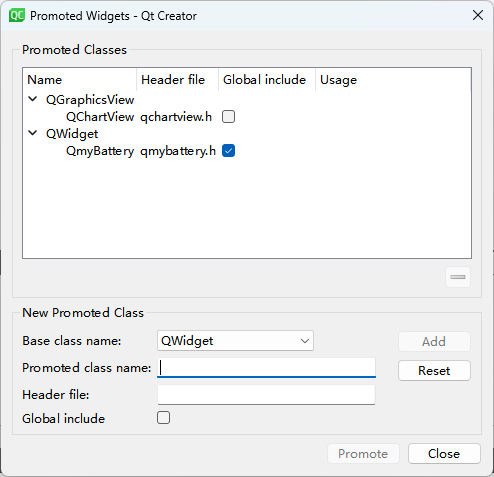 QC Promoted Widgets - Qt Creator
Promoted Classes
Name Header file Global include Usage
QGraphicsView
QChartView qchartview.h
QWidget
QmyBattery qmybattery.h
New Promoted Class
Base class name: QWidget Add
Promoted class name: Reset
Header file:
Global include
Promote Close